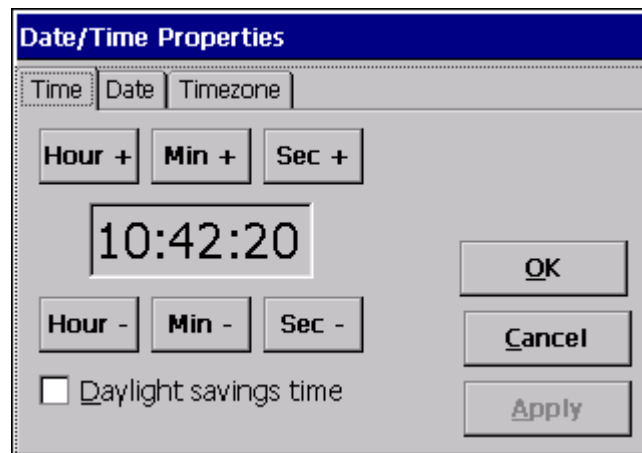 Date/Time Properties
Time Date Timezone
Hour + Min + Sec +
10:42:20
OK
Hour - Min - Sec -
Cancel
Daylight savings time
Apply